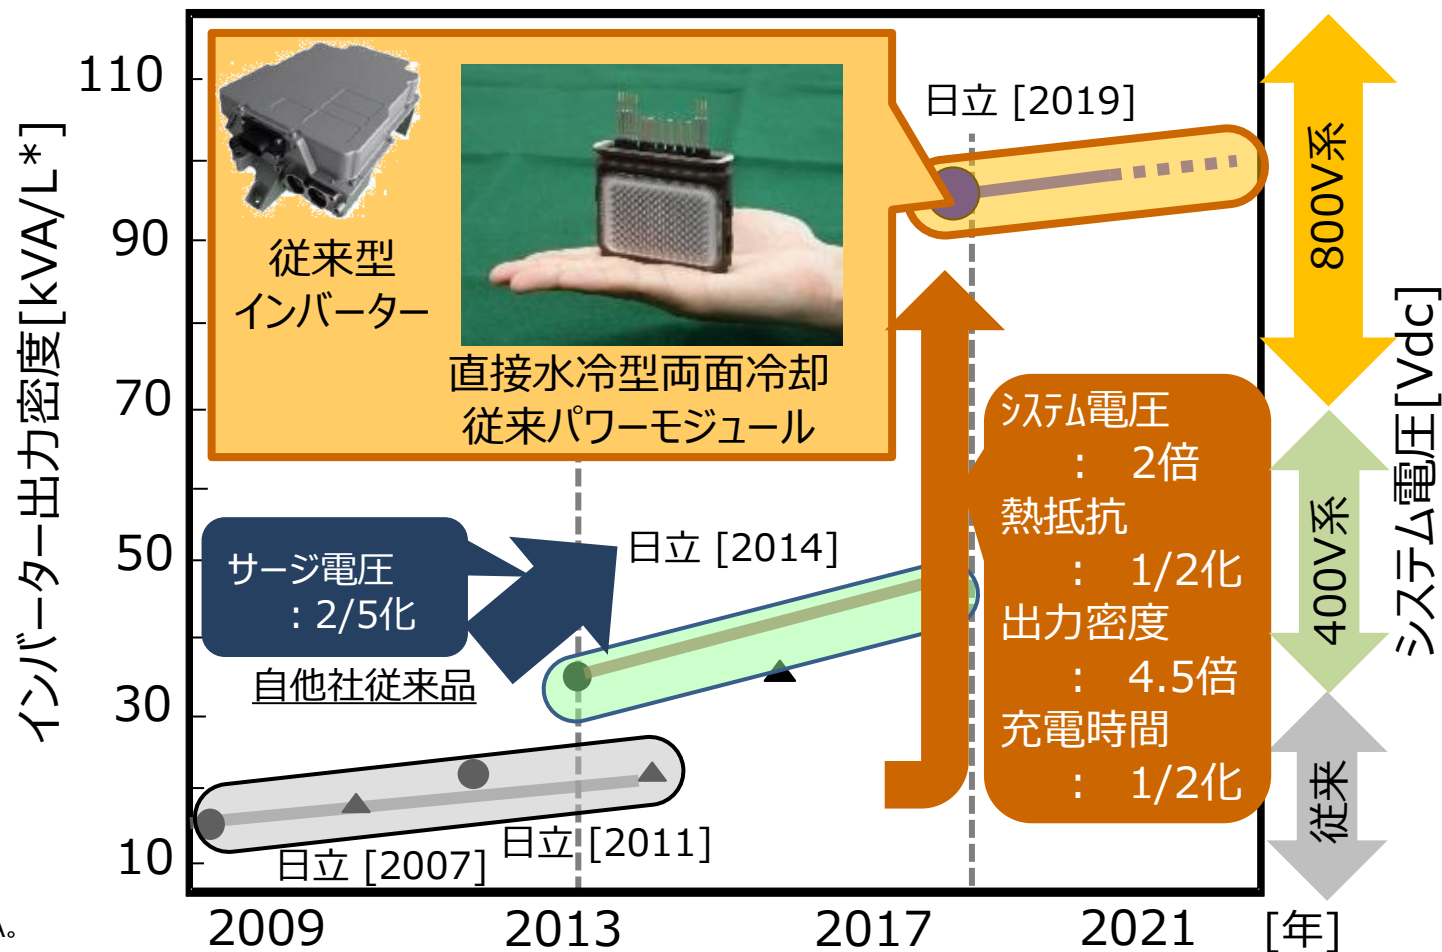 インバーター出力密度[kVA/L*]
110
90
70
50
30
10
従来型
インバーター
直接水冷型両面冷却
従来パワーモジュール
日立 [2019]
サージ電圧
：2/5化
日立 [2014]
自他社従来品
日立 [2007]
日立 [2011]
システム電圧
： 2倍
熱抵抗
： 1/2化
出力密度
： 4.5倍
充電時間
： 1/2化
800V系
400V系
従来
システム電圧[Vdc]
2009
2013
2017
2021
[年]